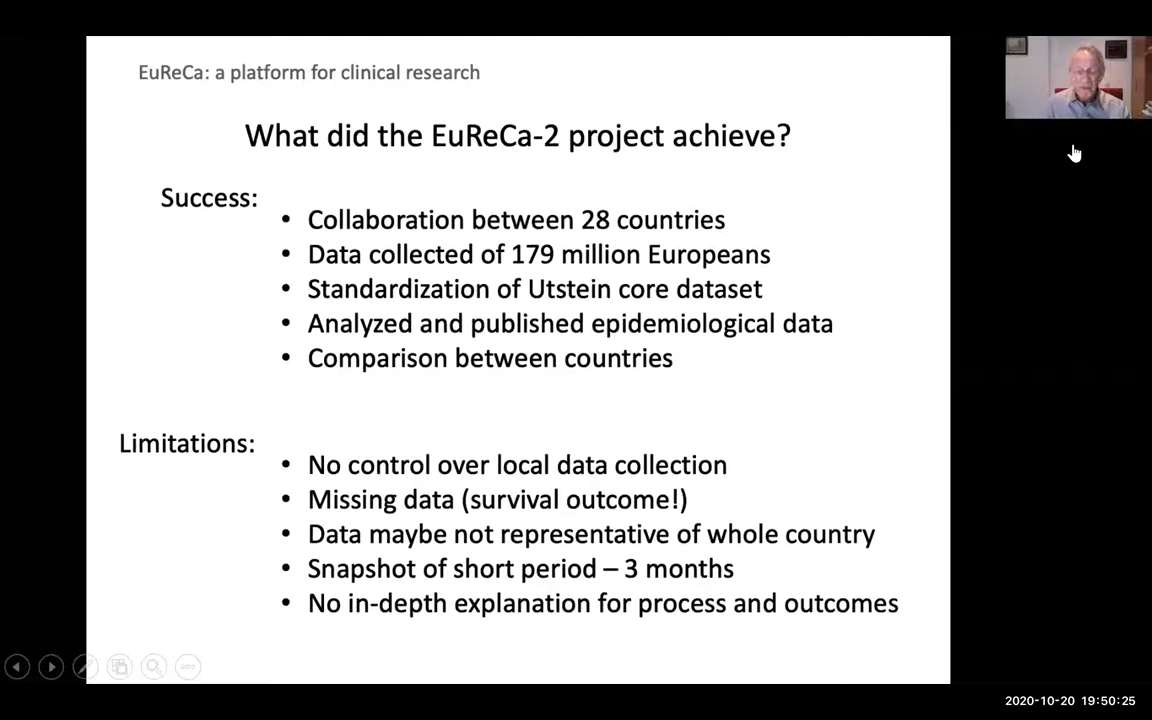 EuReCa: a platform for clinical research
What did the EuReCa-2 project achieve?
Success:
• Collaboration between 28 countries
• Data collected of 179 million Europeans
• Standardization of Utstein core dataset
• Analyzed and published epidemiological data
• Comparison between countries
Limitations:
• No control over local data collection
• Missing data (survival outcome!)
• Data maybe not representative of whole country
• Snapshot of short period – 3 months
• No in-depth explanation for process and outcomes
2020-10-20 19:50:25